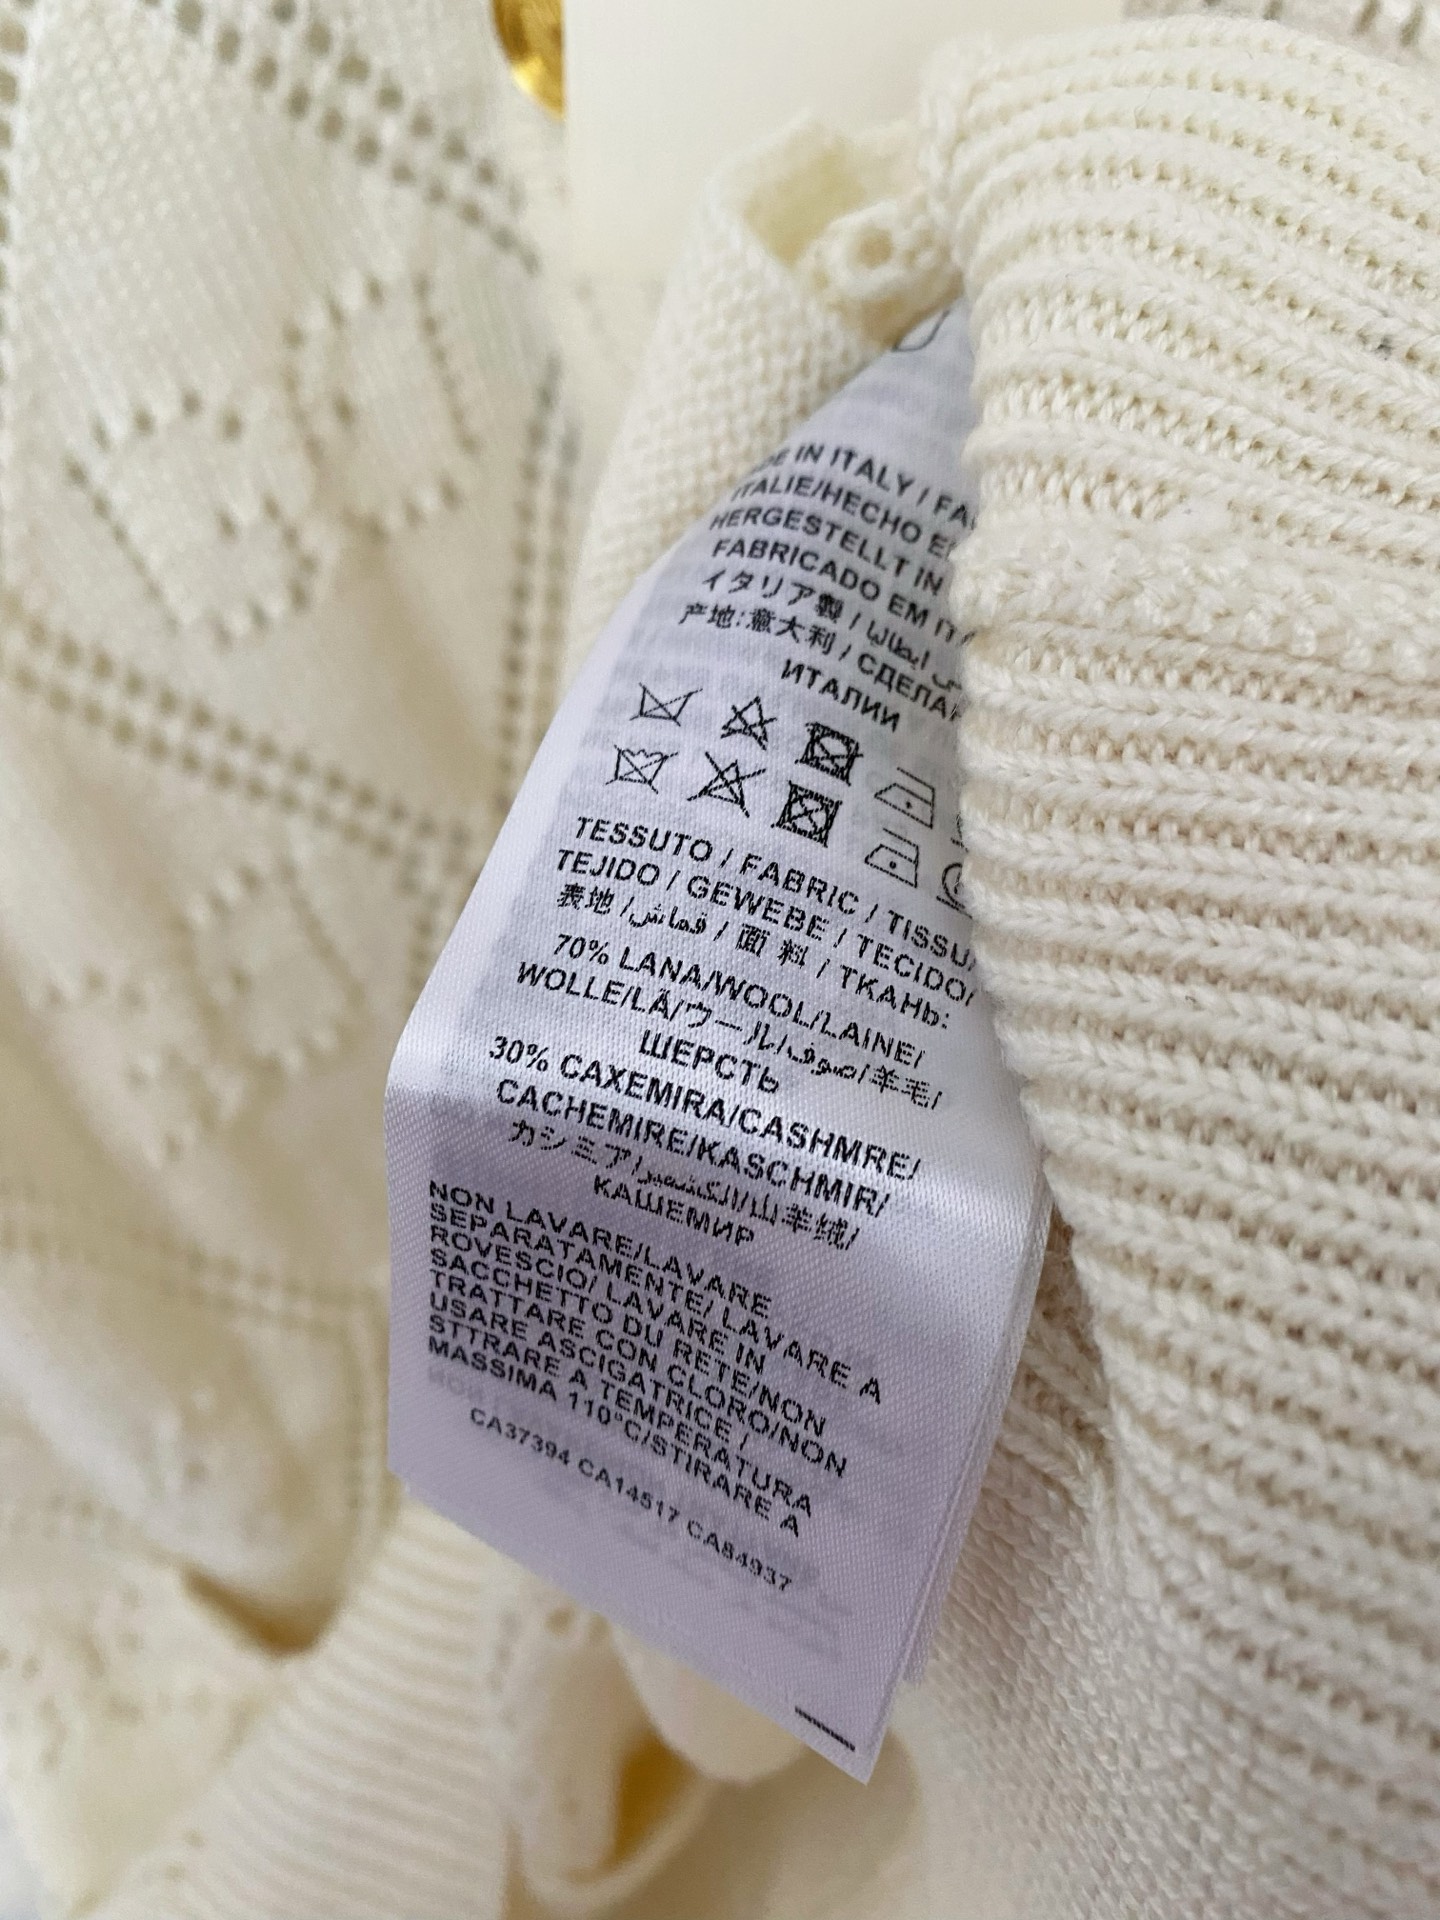 DE IN ITALY / FA
ITALIE/HECHO E
HERGESTELLT IN
FABRICADO EM IT
イタリア製 /
产地:意大利 / СДЕЛАН
ИТАЛИИ
TESSUTO / FABRIC / TISSU/
TEJIDO / GEWEBE / TECIDO/
表地 / قماش / 面 料 / ТКАНЬ:
70% LANA/WOOL/LAINE/
WOLLE/LÃ/ウール/صوف/羊毛/
ШЕРСТЬ
30% CAXEMIRA/CASHMRE/
CACHEMIRE/KASCHMIR/
カシミア/الكشمير/山羊绒/
КАШЕМИР
NON LAVARE/LAVARE
SEPARATAMENTE/ LAVARE A
ROVESCIO/ LAVARE IN
SACCHETTO DU RETE/NON
TRATTARE CON CLORO/NON
USARE ASCIGATRICE /
STTRARE A TEMPERATURA
MASSIMA 110°C/STIRARE A
CA37394 CA14517 CA84937